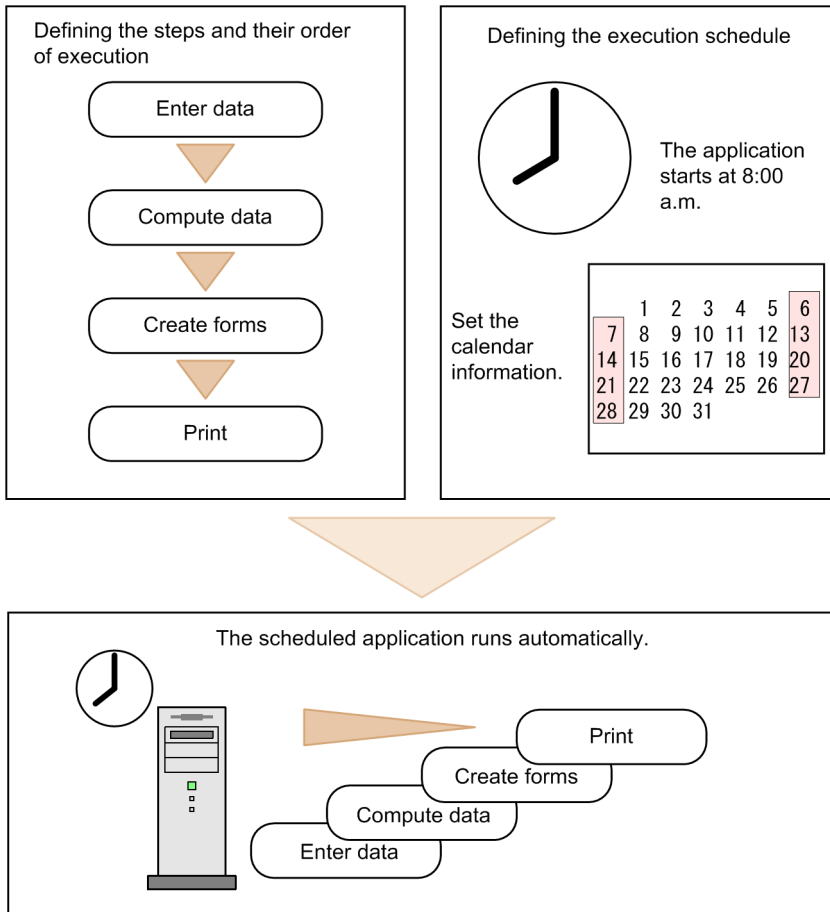 Defining the steps and their order
of execution
Enter data
Compute data
Create forms
Print
Defining the execution schedule
The application
starts at 8:00
a.m.
Set the
calendar
information.
1 2 3 4 5 6
7 8 9 10 11 12 13
14 15 16 17 18 19 20
21 22 23 24 25 26 27
28 29 30 31
The scheduled application runs automatically.
Print
Create forms
Compute data
Enter data